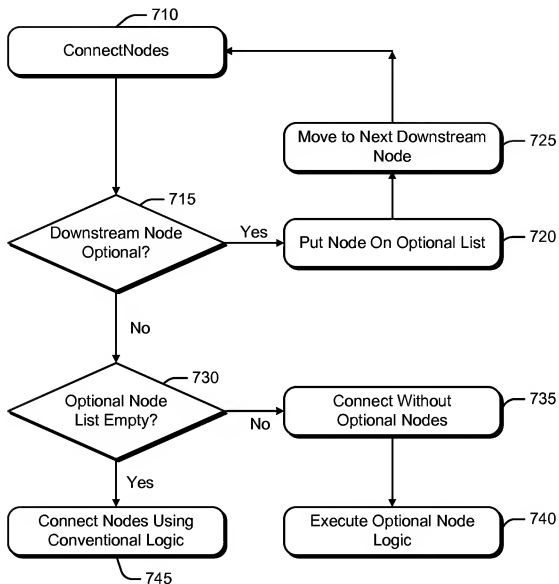 710
ConnectNodes
Move to Next Downstream
Node
725
715
Downstream Node
Optional?
Yes
Put Node On Optional List
720
No
730
Optional Node
List Empty?
No
Connect Without
Optional Nodes
735
Yes
Connect Nodes Using
Conventional Logic
745
Execute Optional Node
Logic
740